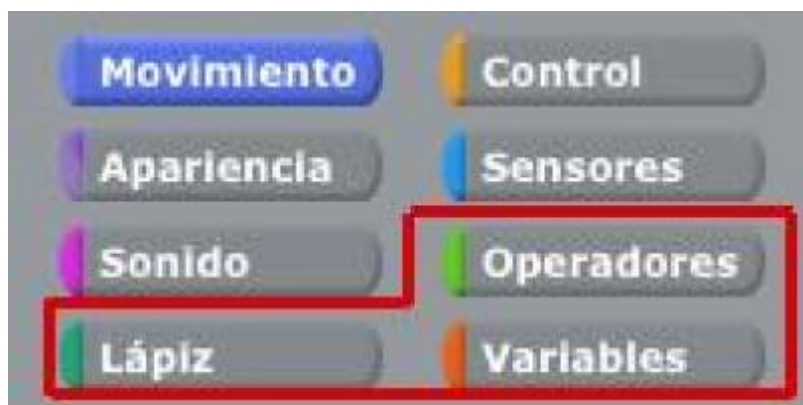 Movimiento
Control
Apariencia
Sensores
Sonido
Operadores
Lápiz
Variables